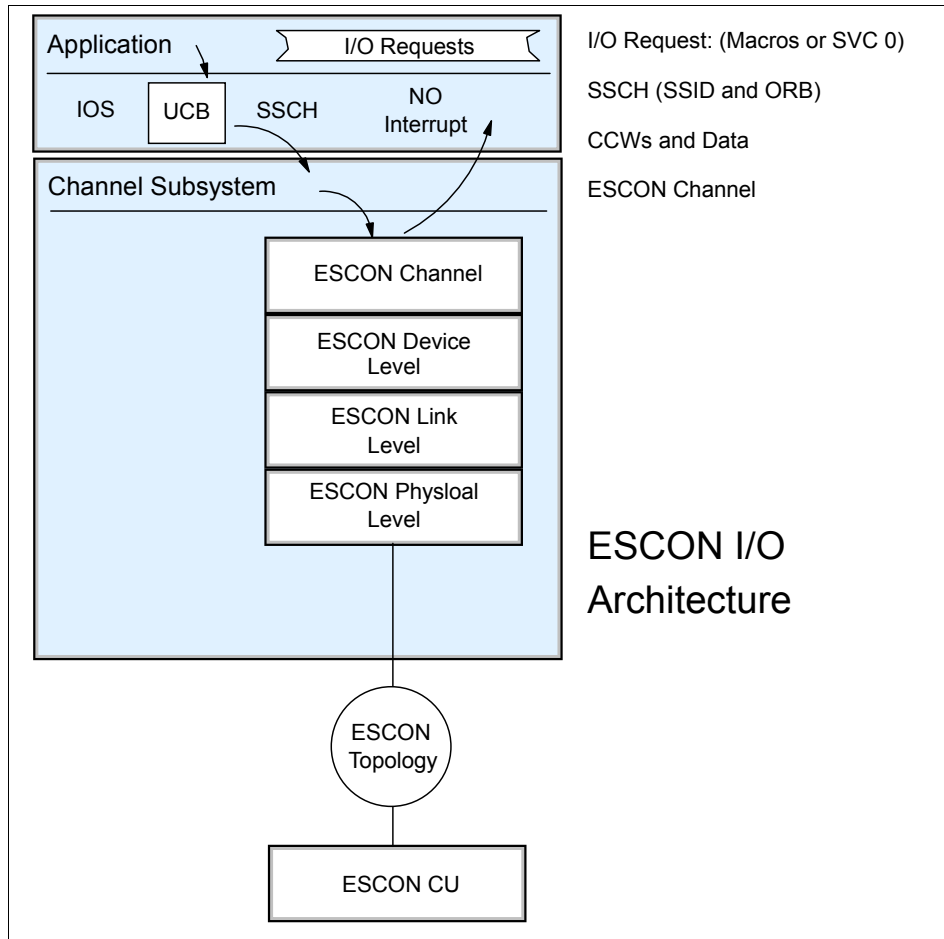 Application
I/O Requests
IOS
UCB
SSCH
NO
Interrupt
Channel Subsystem
ESCON Channel
ESCON Device
Level
ESCON Link
Level
ESCON Physloal
Level
ESCON
Topology
ESCON CU
I/O Request: (Macros or SVC 0)
SSCH (SSID and ORB)
CCWs and Data
ESCON Channel
ESCON I/O
Architecture